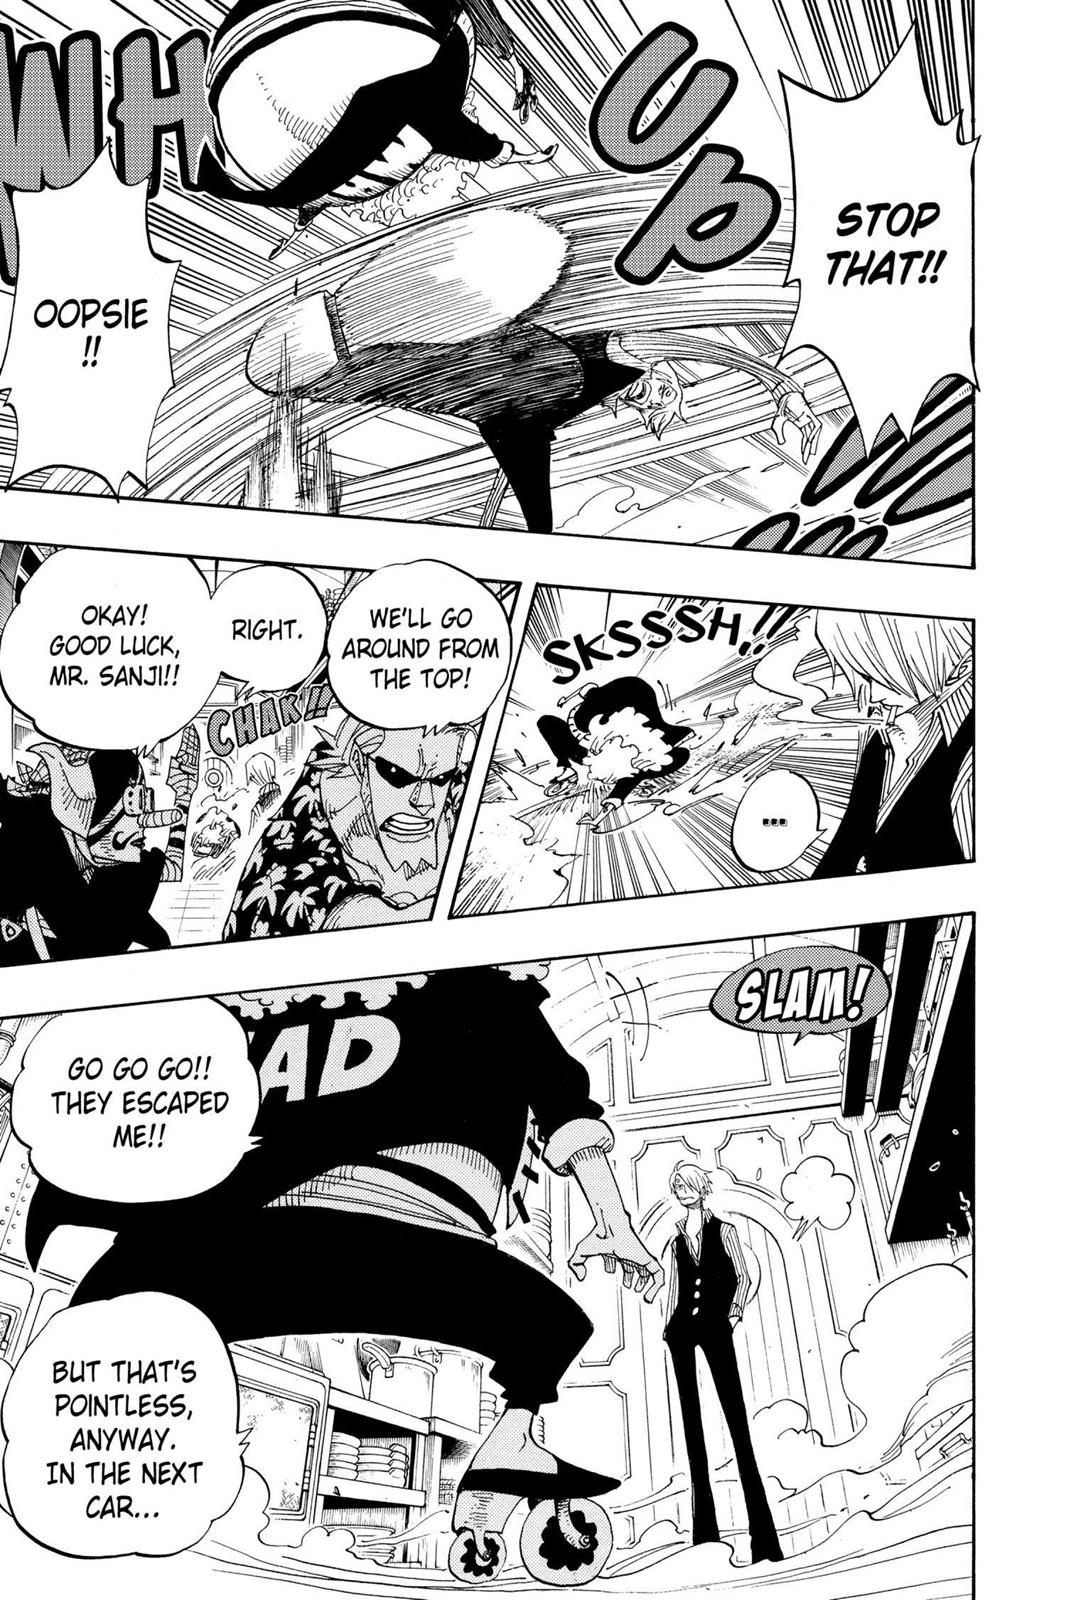 STOP
THAT!!
UP
WH
OOPSIE
!!
SKSSSH,!!
...
WE'LL GO
AROUND FROM
THE TOP!
RIGHT.
CHAK!!
OKAY!
GOOD LUCK,
MR. SANJI!!
SLAM!
AD
GO GO GO!!
THEY ESCAPED
ME!!
BUT THAT'S
POINTLESS,
ANYWAY.
IN THE NEXT
CAR...